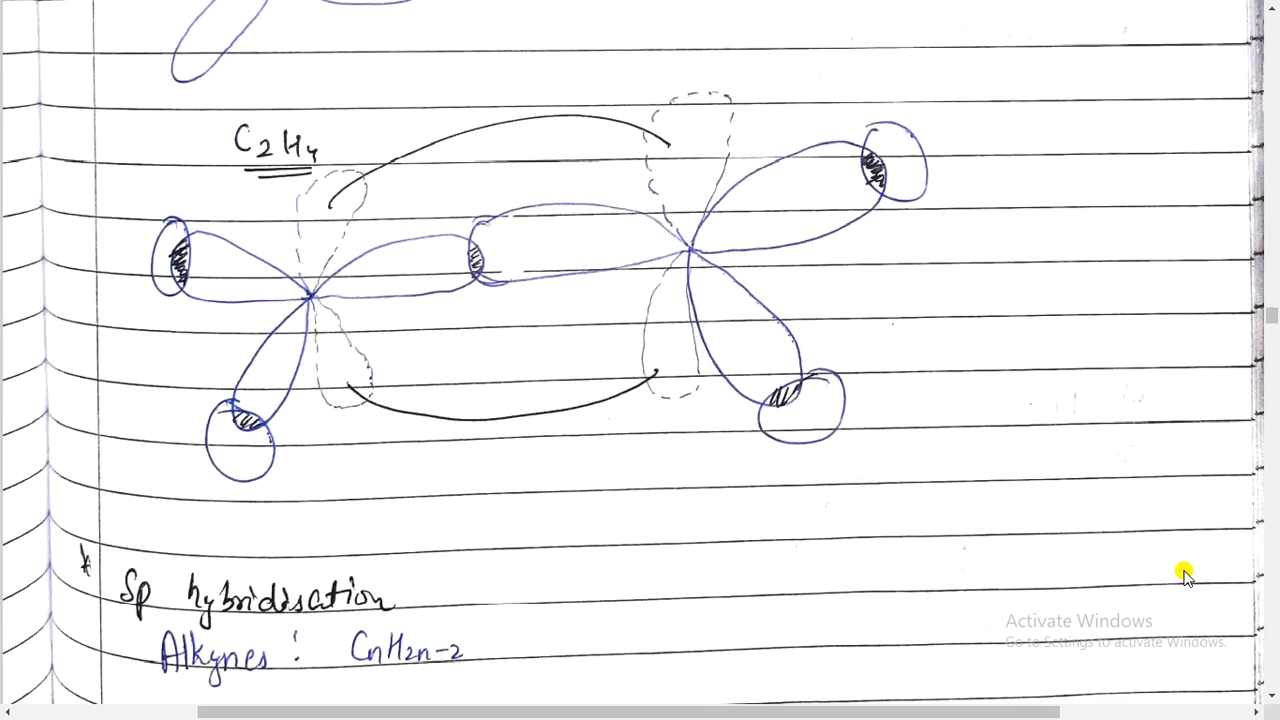 C2H4
Sp hybridisation
Alkynes : CnH2n-2
Activate Windows
Go to Settings to activate Windows.